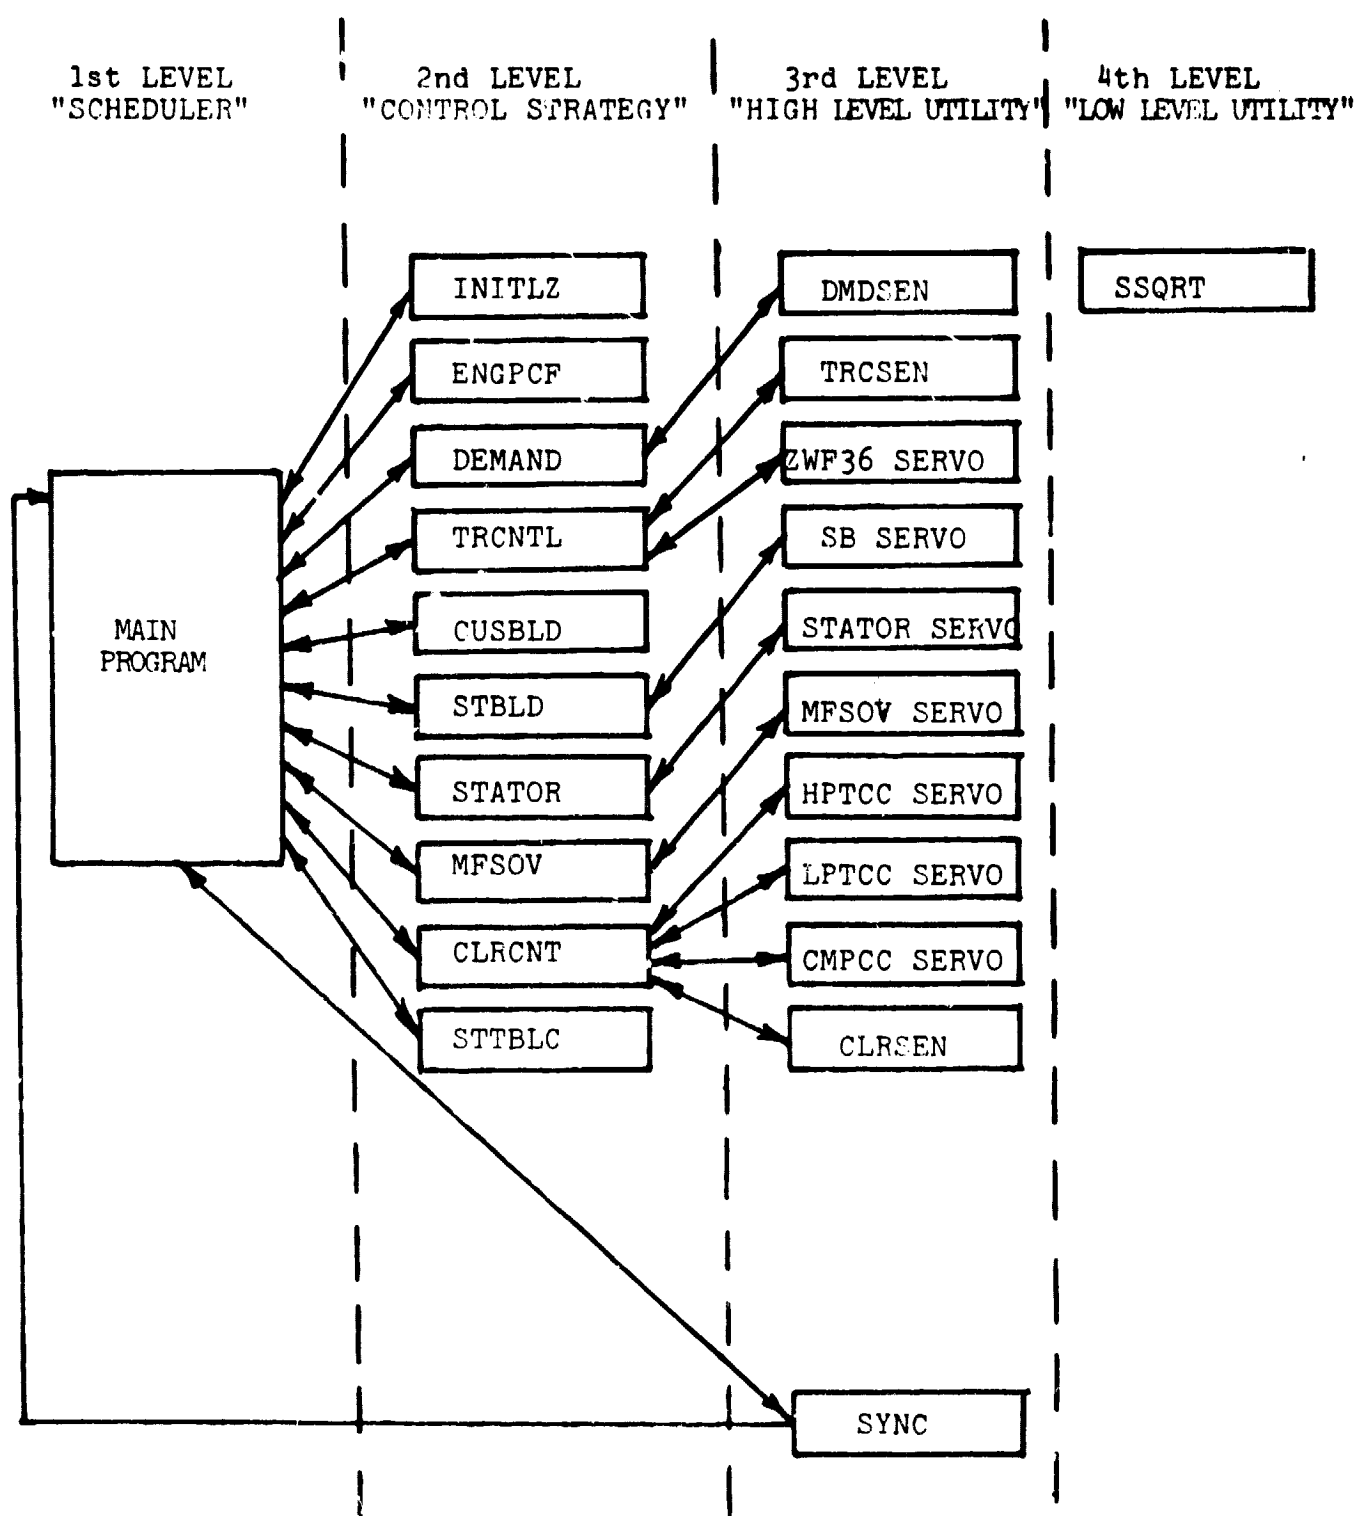 1st LEVEL
"SCHEDULER"
2nd LEVEL
"CONTROL STRATEGY"
3rd LEVEL
"HIGH LEVEL UTILITY"
4th LEVEL
"LOW LEVEL UTILITY"
MAIN
PROGRAM
INITLZ
ENGPCF
DEMAND
TRCNTL
CUSBLD
STBLD
STATOR
MFSOV
CLRCNT
STTBLC
DMDSEN
TRCSEN
ZWF36 SERVO
SB SERVO
STATOR SERVO
MFSOV SERVO
HPTCC SERVO
LPTCC SERVO
CMPCC SERVO
CLRSEN
SYNC
SSQRT